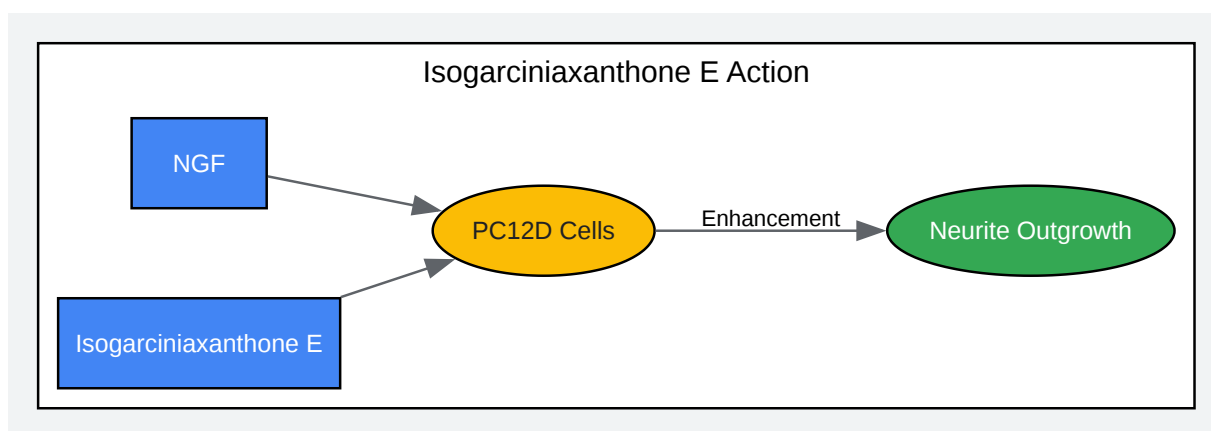 Isogarciniaxanthone E Action
NGF
PC12D Cells
Enhancement
Neurite Outgrowth
Isogarciniaxanthone E